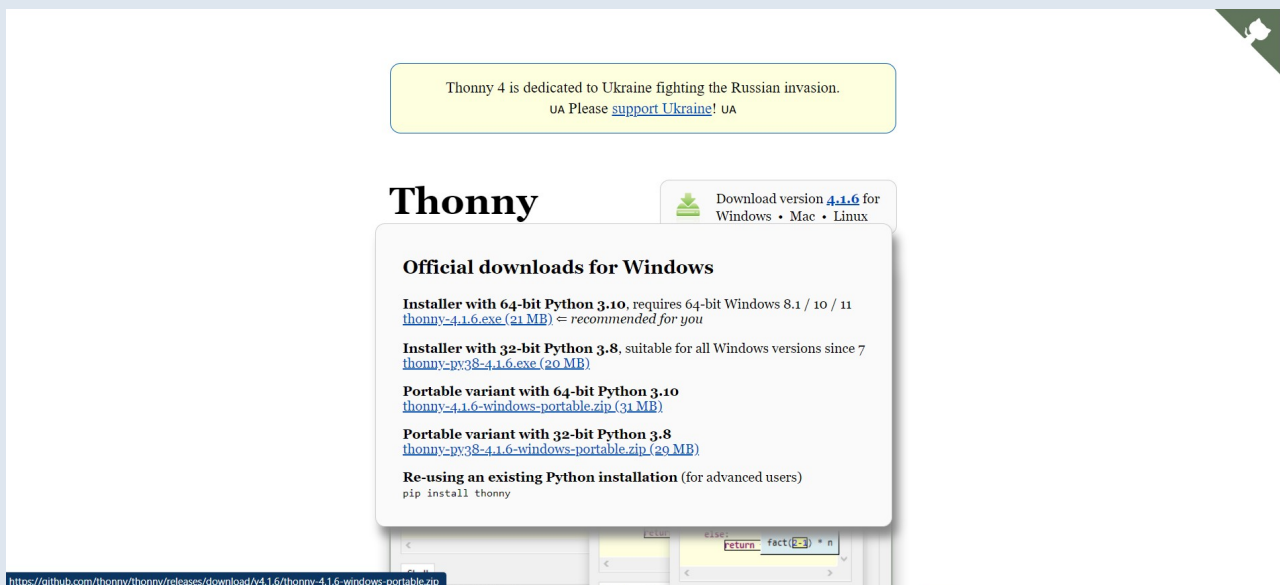 Thonny 4 is dedicated to Ukraine fighting the Russian invasion.
UA Please support Ukraine! UA
Thonny
Download version 4.1.6 for
Windows • Mac • Linux
Official downloads for Windows
Installer with 64-bit Python 3.10, requires 64-bit Windows 8.1 / 10 / 11
thonny-4.1.6.exe (21 MB) ⇐ recommended for you
Installer with 32-bit Python 3.8, suitable for all Windows versions since 7
thonny-py38-4.1.6.exe (20 MB)
Portable variant with 64-bit Python 3.10
thonny-4.1.6-windows-portable.zip (31 MB)
Portable variant with 32-bit Python 3.8
thonny-py38-4.1.6-windows-portable.zip (29 MB)
Re-using an existing Python installation (for advanced users)
pip install thonny
else:
return fact(2-1) * n
https://github.com/thonny/thonny/releases/download/v4.1.6/thonny-4.1.6-windows-portable.zip